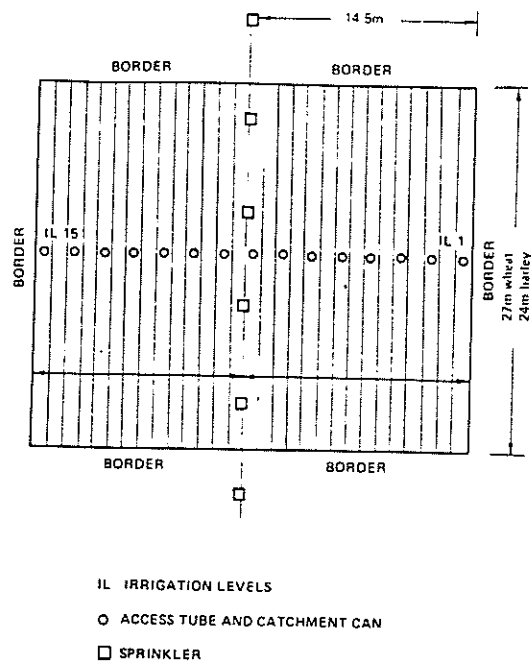 14.5m
BORDER
BORDER
IL 15
IL 1
BORDER
BORDER
27m wheat
24m barley
BORDER
BORDER
IL IRRIGATION LEVELS
ACCESS TUBE AND CATCHMENT CAN
SPRINKLER